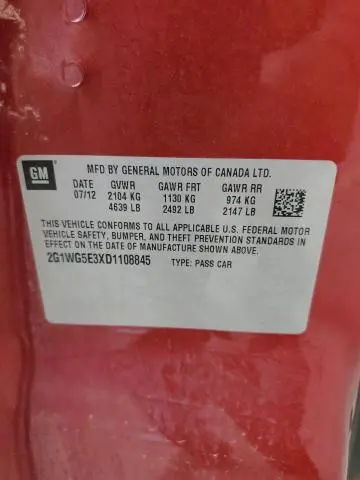 GM
MFD BY GENERAL MOTORS OF CANADA LTD.
DATE GVWR GAWR FRT GAWR RR
07/12 2104 KG 1130 KG 974 KG
4639 LB 2492 LB 2147 LB
THIS VEHICLE CONFORMS TO ALL APPLICABLE U.S. FEDERAL MOTOR
VEHICLE SAFETY, BUMPER, AND THEFT PREVENTION STANDARDS IN
EFFECT ON THE DATE OF MANUFACTURE SHOWN ABOVE.
2G1WG5E3XD1108845 TYPE: PASS CAR